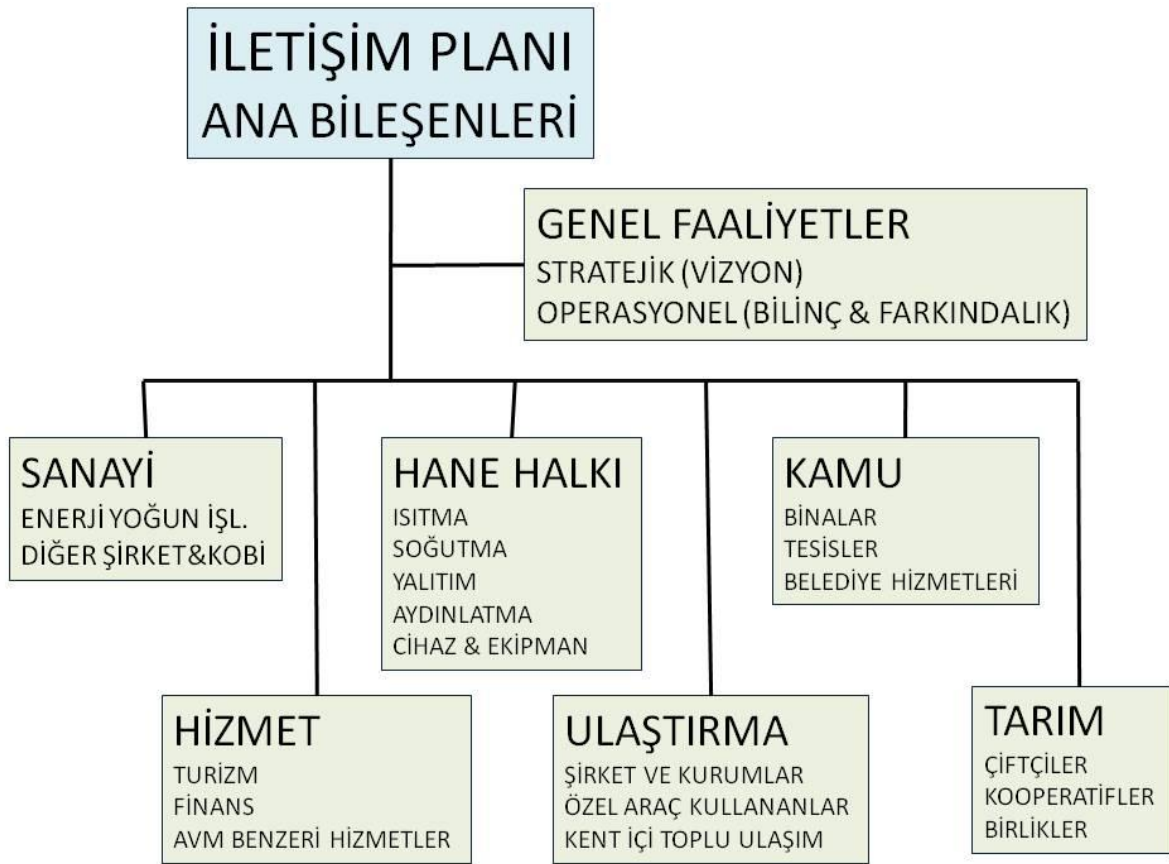 İLETİŞİM PLANI
ANA BİLEŞENLERİ
GENEL FAALİYETLER
STRATEJİK (VİZYON)
OPERASYONEL (BİLİNÇ & FARKINDALIK)
SANAYİ
ENERJİ YOĞUN İŞL.
DİĞER ŞİRKET&KOBİ
HANE HALKI
ISITMA
SOĞUTMA
YALITIM
AYDINLATMA
CİHAZ & EKİPMAN
KAMU
BİNALAR
TESİSLER
BELEDİYE HİZMETLERİ
HİZMET
TURİZM
FİNANS
AVM BENZERİ HİZMETLER
ULAŞTIRMA
ŞİRKET VE KURUMLAR
ÖZEL ARAÇ KULLANANLAR
KENT İÇİ TOPLU ULAŞIM
TARIM
ÇİFTÇİLER
KOOPERATİFLER
BİRLİKLER